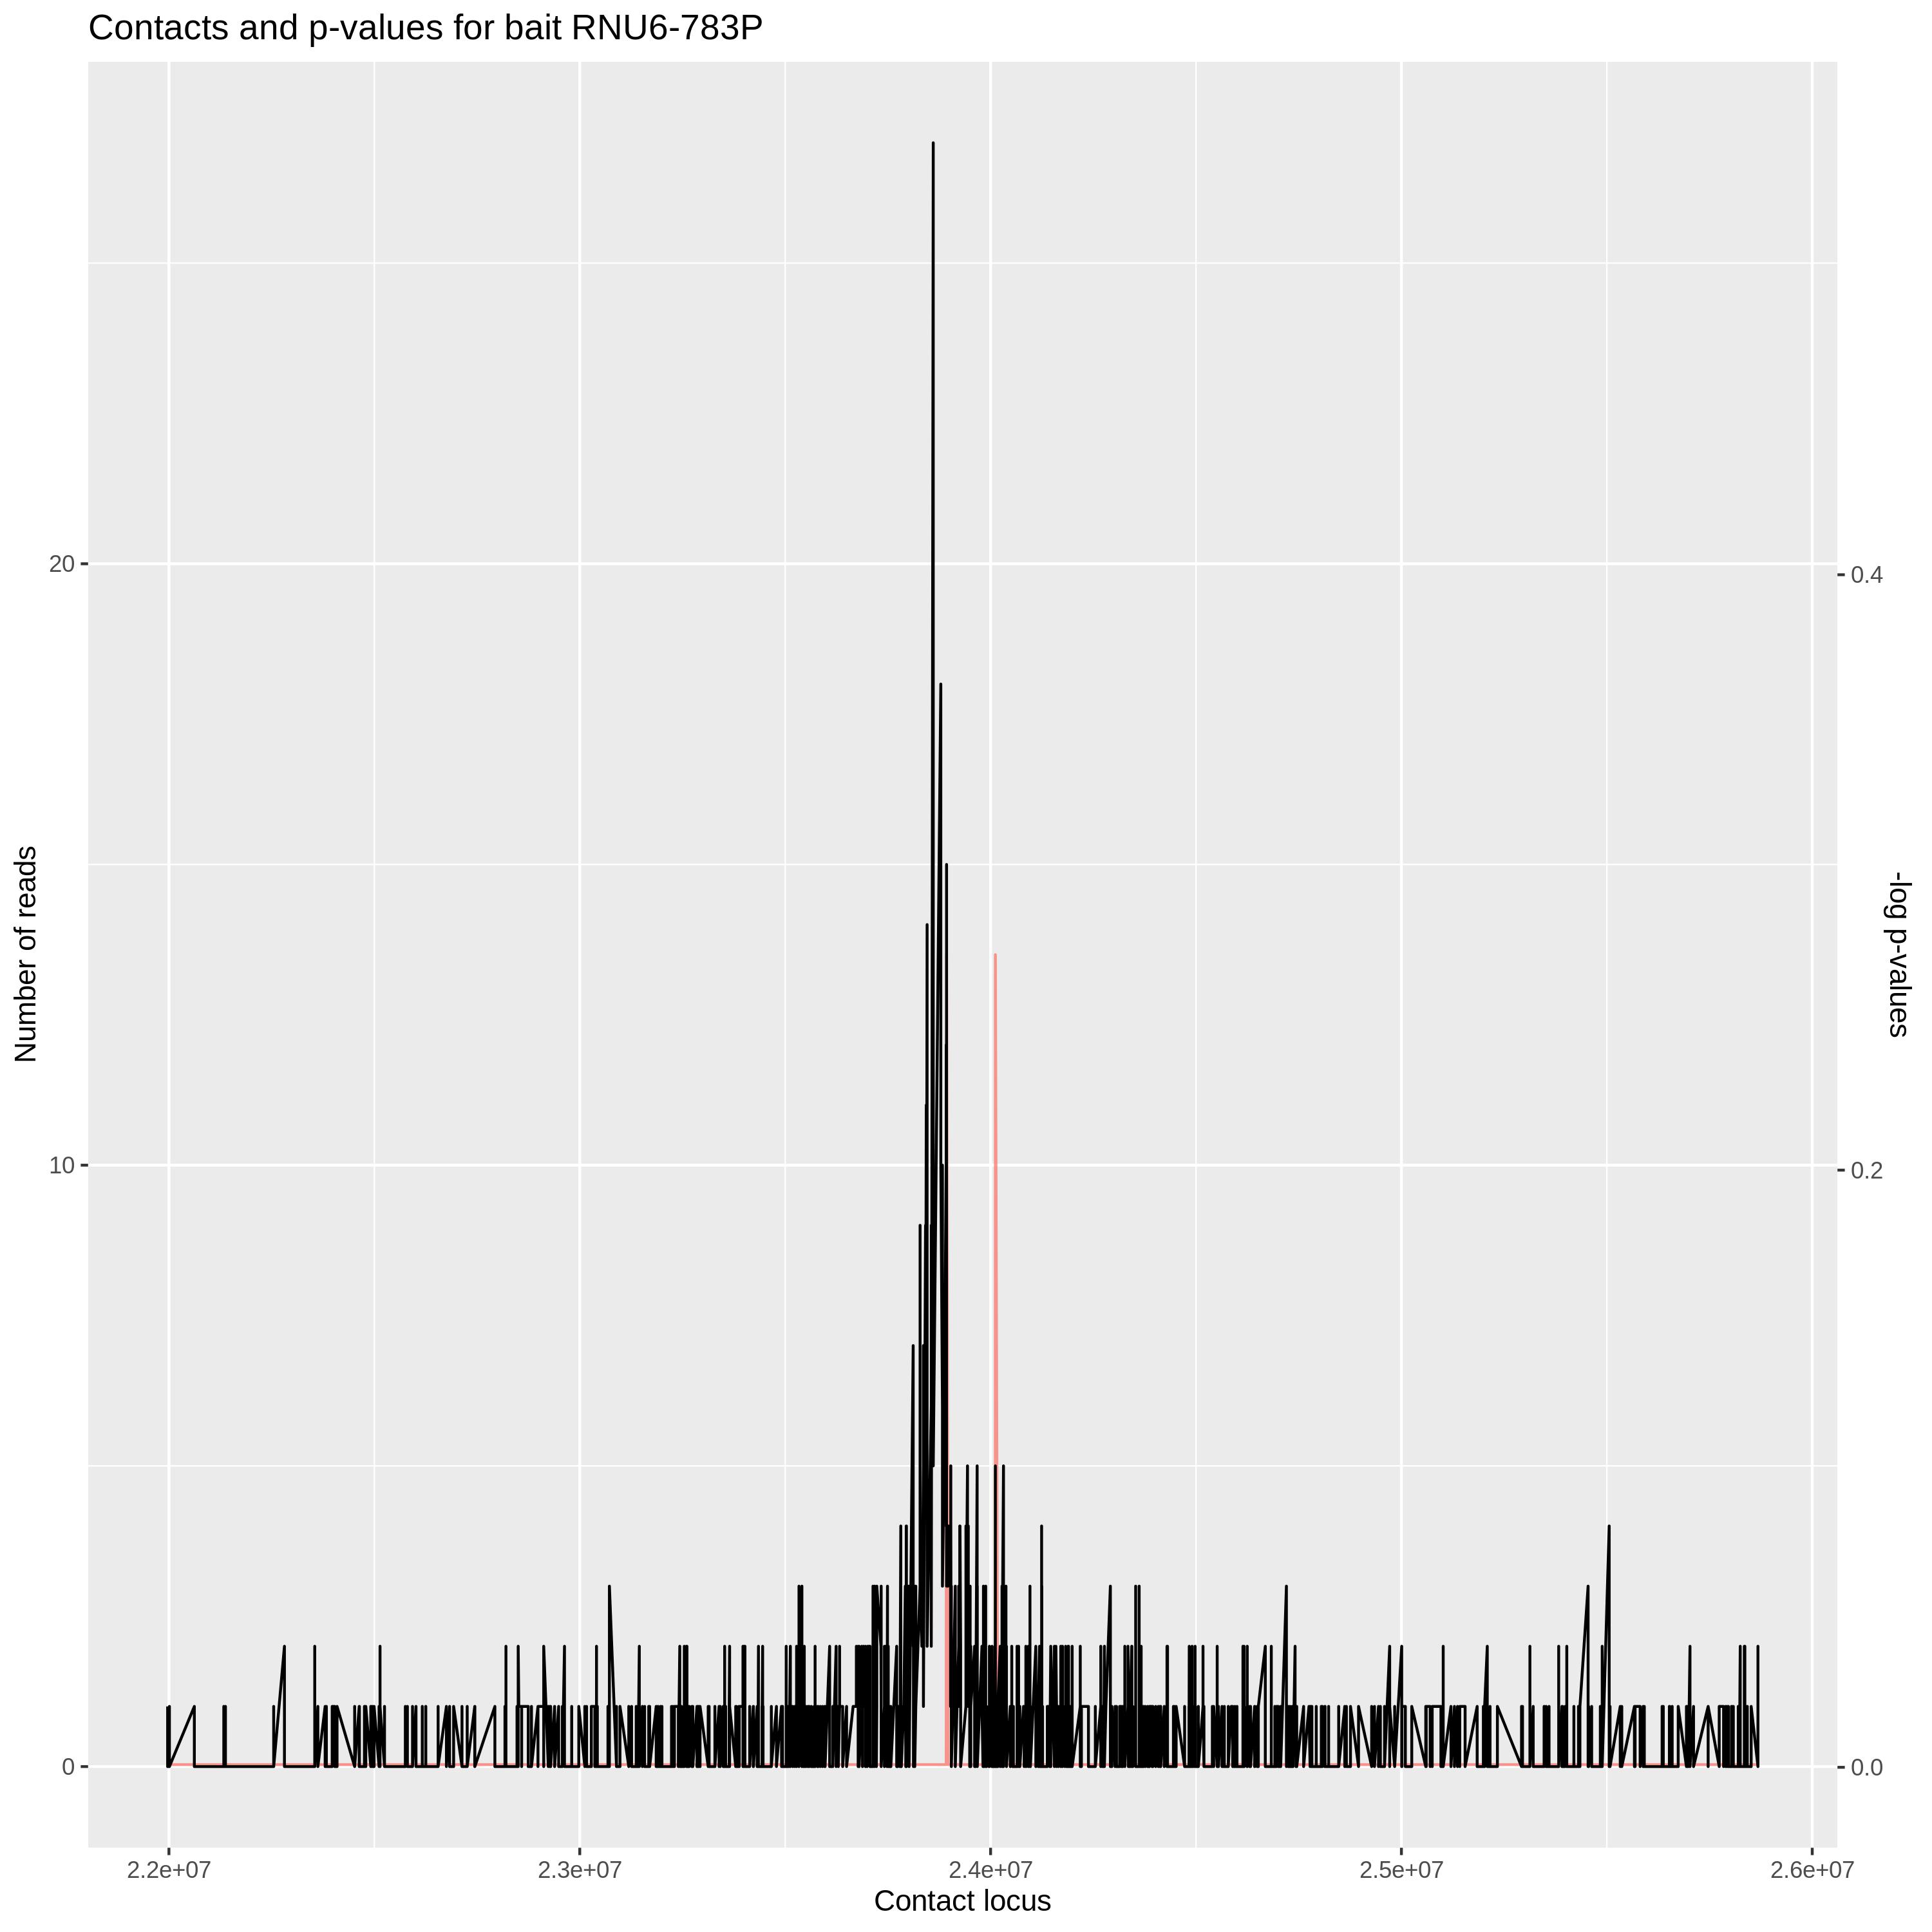 Contacts and p-values for bait RNU6-783P
20
10
0
Number of reads
0.4
0.2
0.0
-log p-values
2.2e+07
2.3e+07
2.4e+07
2.5e+07
2.6e+07
Contact locus